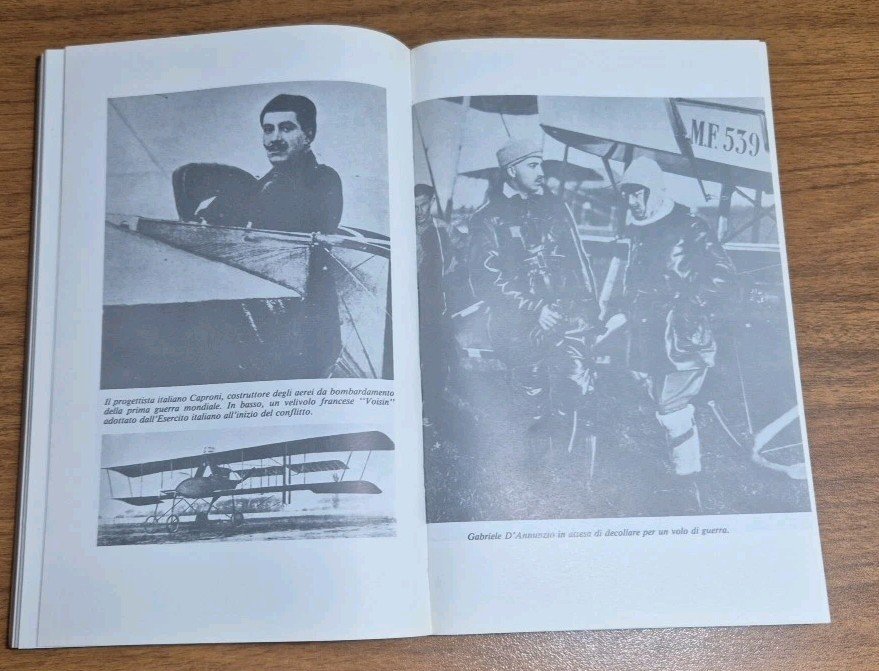 Il progettista italiano Caproni, costruttore degli aerei da bombardamento
della prima guerra mondiale. In basso, un velivolo francese "Voisin"
adottato dall'Esercito italiano all'inizio del conflitto.
M.F. 539
Gabriele D'Annunzio in attesa di decollare per un volo di guerra.